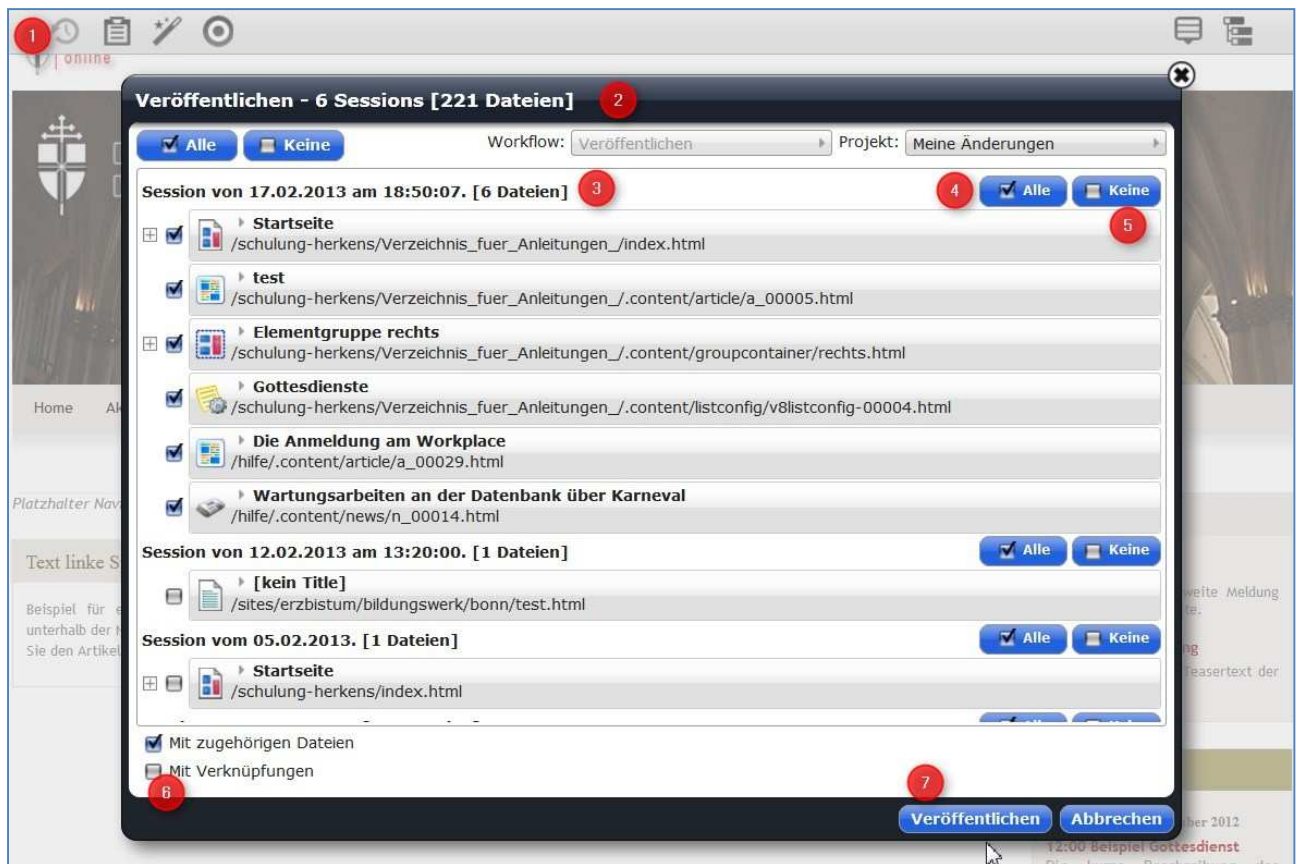 1
online
Veröffentlichen - 6 Sessions [221 Dateien] 2
Alle Keine Workflow: Veröffentlichen Projekt: Meine Änderungen
Session von 17.02.2013 am 18:50:07. [6 Dateien] 3 4 Alle Keine
5
Startseite
/schulung-herkens/Verzeichnis_fuer_Anleitungen_/index.html
test
/schulung-herkens/Verzeichnis_fuer_Anleitungen_/.content/article/a_00005.html
Elementgruppe rechts
/schulung-herkens/Verzeichnis_fuer_Anleitungen_/.content/groupcontainer/rechts.html
Gottesdienste
/schulung-herkens/Verzeichnis_fuer_Anleitungen_/.content/listconfig/v8listconfig-00004.html
Home Ak
Die Anmeldung am Workplace
/hilfe/.content/article/a_00029.html
Wartungsarbeiten an der Datenbank über Karneval
/hilfe/.content/news/n_00014.html
Platzhalter Nav
Session von 12.02.2013 am 13:20:00. [1 Dateien] Alle Keine
Text linke S
[kein Title]
/sites/erzbistum/bildungswerk/bonn/test.html
Beispiel für e
unterhalb der N
Sie den Artikel
weite Meldung
te.
Session vom 05.02.2013. [1 Dateien] Alle Keine
ng
Startseite
/schulung-herkens/index.html
Teasertext der
Alle Keine
Mit zugehörigen Dateien
Mit Verknüpfungen
6
7
Veröffentlichen Abbrechen
ber 2012
12:00 Beispiel Gottesdienst